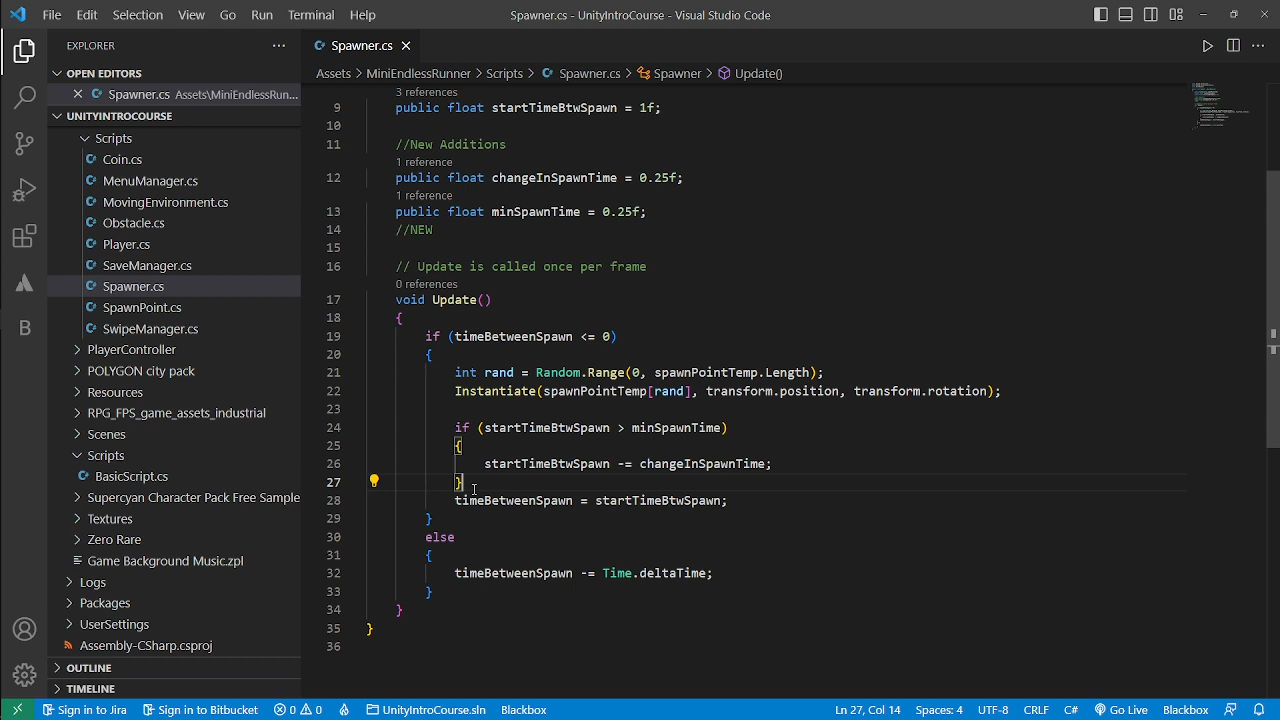 File Edit Selection View Go Run Terminal Help Spawner.cs - UnityIntroCourse - Visual Studio Code
EXPLORER
OPEN EDITORS
Spawner.cs Assets\MiniEndlessRunn...
UNITYINTROCOURSE
Scripts
Coin.cs
MenuManager.cs
MovingEnvironment.cs
Obstacle.cs
Player.cs
SaveManager.cs
Spawner.cs
SpawnPoint.cs
SwipeManager.cs
PlayerController
POLYGON city pack
Resources
RPG_FPS_game_assets_industrial
Scenes
Scripts
BasicScript.cs
Supercyan Character Pack Free Sample
Textures
Zero Rare
Game Background Music.zpl
Logs
Packages
UserSettings
Assembly-CSharp.csproj
OUTLINE
TIMELINE
Spawner.cs
Assets > MiniEndlessRunner > Scripts > Spawner.cs > Spawner > Update()
3 references
9 public float startTimeBtwSpawn = 1f;
10
11 //New Additions
1 reference
12 public float changeInSpawnTime = 0.25f;
1 reference
13 public float minSpawnTime = 0.25f;
14 //NEW
15
16 // Update is called once per frame
0 references
17 void Update()
18 {
19 if (timeBetweenSpawn <= 0)
20 {
21 int rand = Random.Range(0, spawnPointTemp.Length);
22 Instantiate(spawnPointTemp[rand], transform.position, transform.rotation);
23
24 if (startTimeBtwSpawn > minSpawnTime)
25 {
26 startTimeBtwSpawn -= changeInSpawnTime;
27 }
28 timeBetweenSpawn = startTimeBtwSpawn;
29 }
30 else
31 {
32 timeBetweenSpawn -= Time.deltaTime;
33 }
34 }
35 }
36
Sign in to Jira Sign in to Bitbucket 0 0 UnityIntroCourse.sln Blackbox Ln 27, Col 14 Spaces: 4 UTF-8 CRLF C# Go Live Blackbox